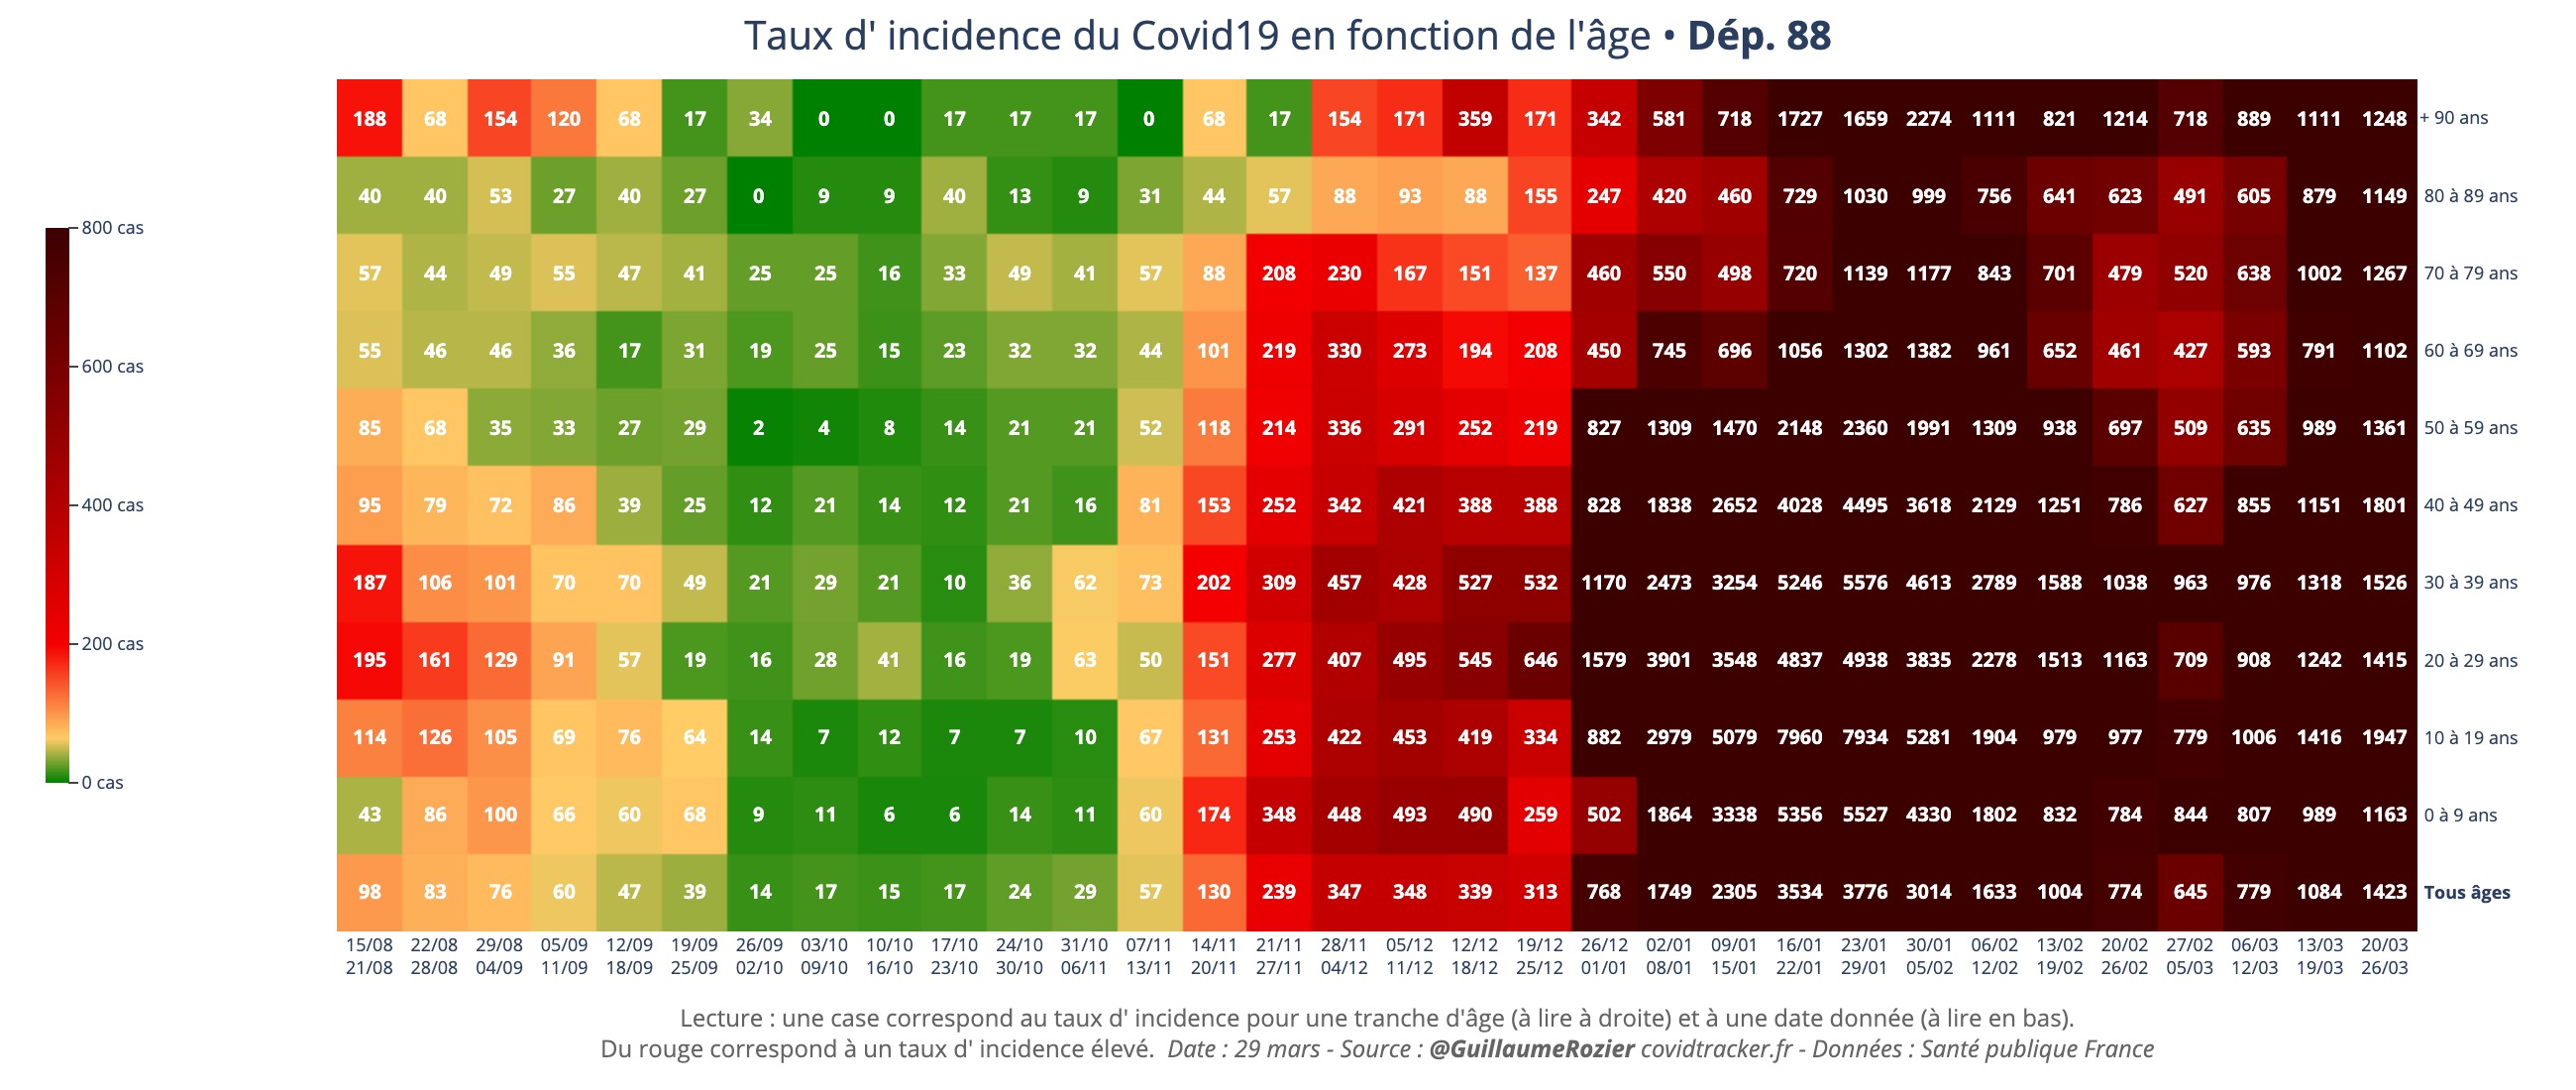 Taux d' incidence du Covid19 en fonction de l'âge • Dép. 88
188 68 154 120 68 17 34 0 0 17 17 17 0 68 17 154 171 359 171 342 581 718 1727 1659 2274 1111 821 1214 718 889 1111 1248 + 90 ans
40 40 53 27 40 27 0 9 9 40 13 9 31 44 57 88 93 88 155 247 420 460 729 1030 999 756 641 623 491 605 879 1149 80 à 89 ans
800 cas
57 44 49 55 47 41 25 25 16 33 49 41 57 88 208 230 167 151 137 460 550 498 720 1139 1177 843 701 479 520 638 1002 1267 70 à 79 ans
55 46 46 36 17 31 19 25 15 23 32 32 44 101 219 330 273 194 208 450 745 696 1056 1302 1382 961 652 461 427 593 791 1102 60 à 69 ans
600 cas
85 68 35 33 27 29 2 4 8 14 21 21 52 118 214 336 291 252 219 827 1309 1470 2148 2360 1991 1309 938 697 509 635 989 1361 50 à 59 ans
400 cas
95 79 72 86 39 25 12 21 14 12 21 16 81 153 252 342 421 388 388 828 1838 2652 4028 4495 3618 2129 1251 786 627 855 1151 1801 40 à 49 ans
187 106 101 70 70 49 21 29 21 10 36 62 73 202 309 457 428 527 532 1170 2473 3254 5246 5576 4613 2789 1588 1038 963 976 1318 1526 30 à 39 ans
200 cas
195 161 129 91 57 19 16 28 41 16 19 63 50 151 277 407 495 545 646 1579 3901 3548 4837 4938 3835 2278 1513 1163 709 908 1242 1415 20 à 29 ans
114 126 105 69 76 64 14 7 12 7 7 10 67 131 253 422 453 419 334 882 2979 5079 7960 7934 5281 1904 979 977 779 1006 1416 1947 10 à 19 ans
0 cas
43 86 100 66 60 68 9 11 6 6 14 11 60 174 348 448 493 490 259 502 1864 3338 5356 5527 4330 1802 832 784 844 807 989 1163 0 à 9 ans
98 83 76 60 47 39 14 17 15 17 24 29 57 130 239 347 348 339 313 768 1749 2305 3534 3776 3014 1633 1004 774 645 779 1084 1423 Tous âges
15/08 22/08 29/08 05/09 12/09 19/09 26/09 03/10 10/10 17/10 24/10 31/10 07/11 14/11 21/11 28/11 05/12 12/12 19/12 26/12 02/01 09/01 16/01 23/01 30/01 06/02 13/02 20/02 27/02 06/03 13/03 20/03
21/08 28/08 04/09 11/09 18/09 25/09 02/10 09/10 16/10 23/10 30/10 06/11 13/11 20/11 27/11 04/12 11/12 18/12 25/12 01/01 08/01 15/01 22/01 29/01 05/02 12/02 19/02 26/02 05/03 12/03 19/03 26/03
Lecture : une case correspond au taux d' incidence pour une tranche d'âge (à lire à droite) et à une date donnée (à lire en bas).
Du rouge correspond à un taux d' incidence élevé. Date : 29 mars - Source : @GuillaumeRozier covidtracker.fr - Données : Santé publique France